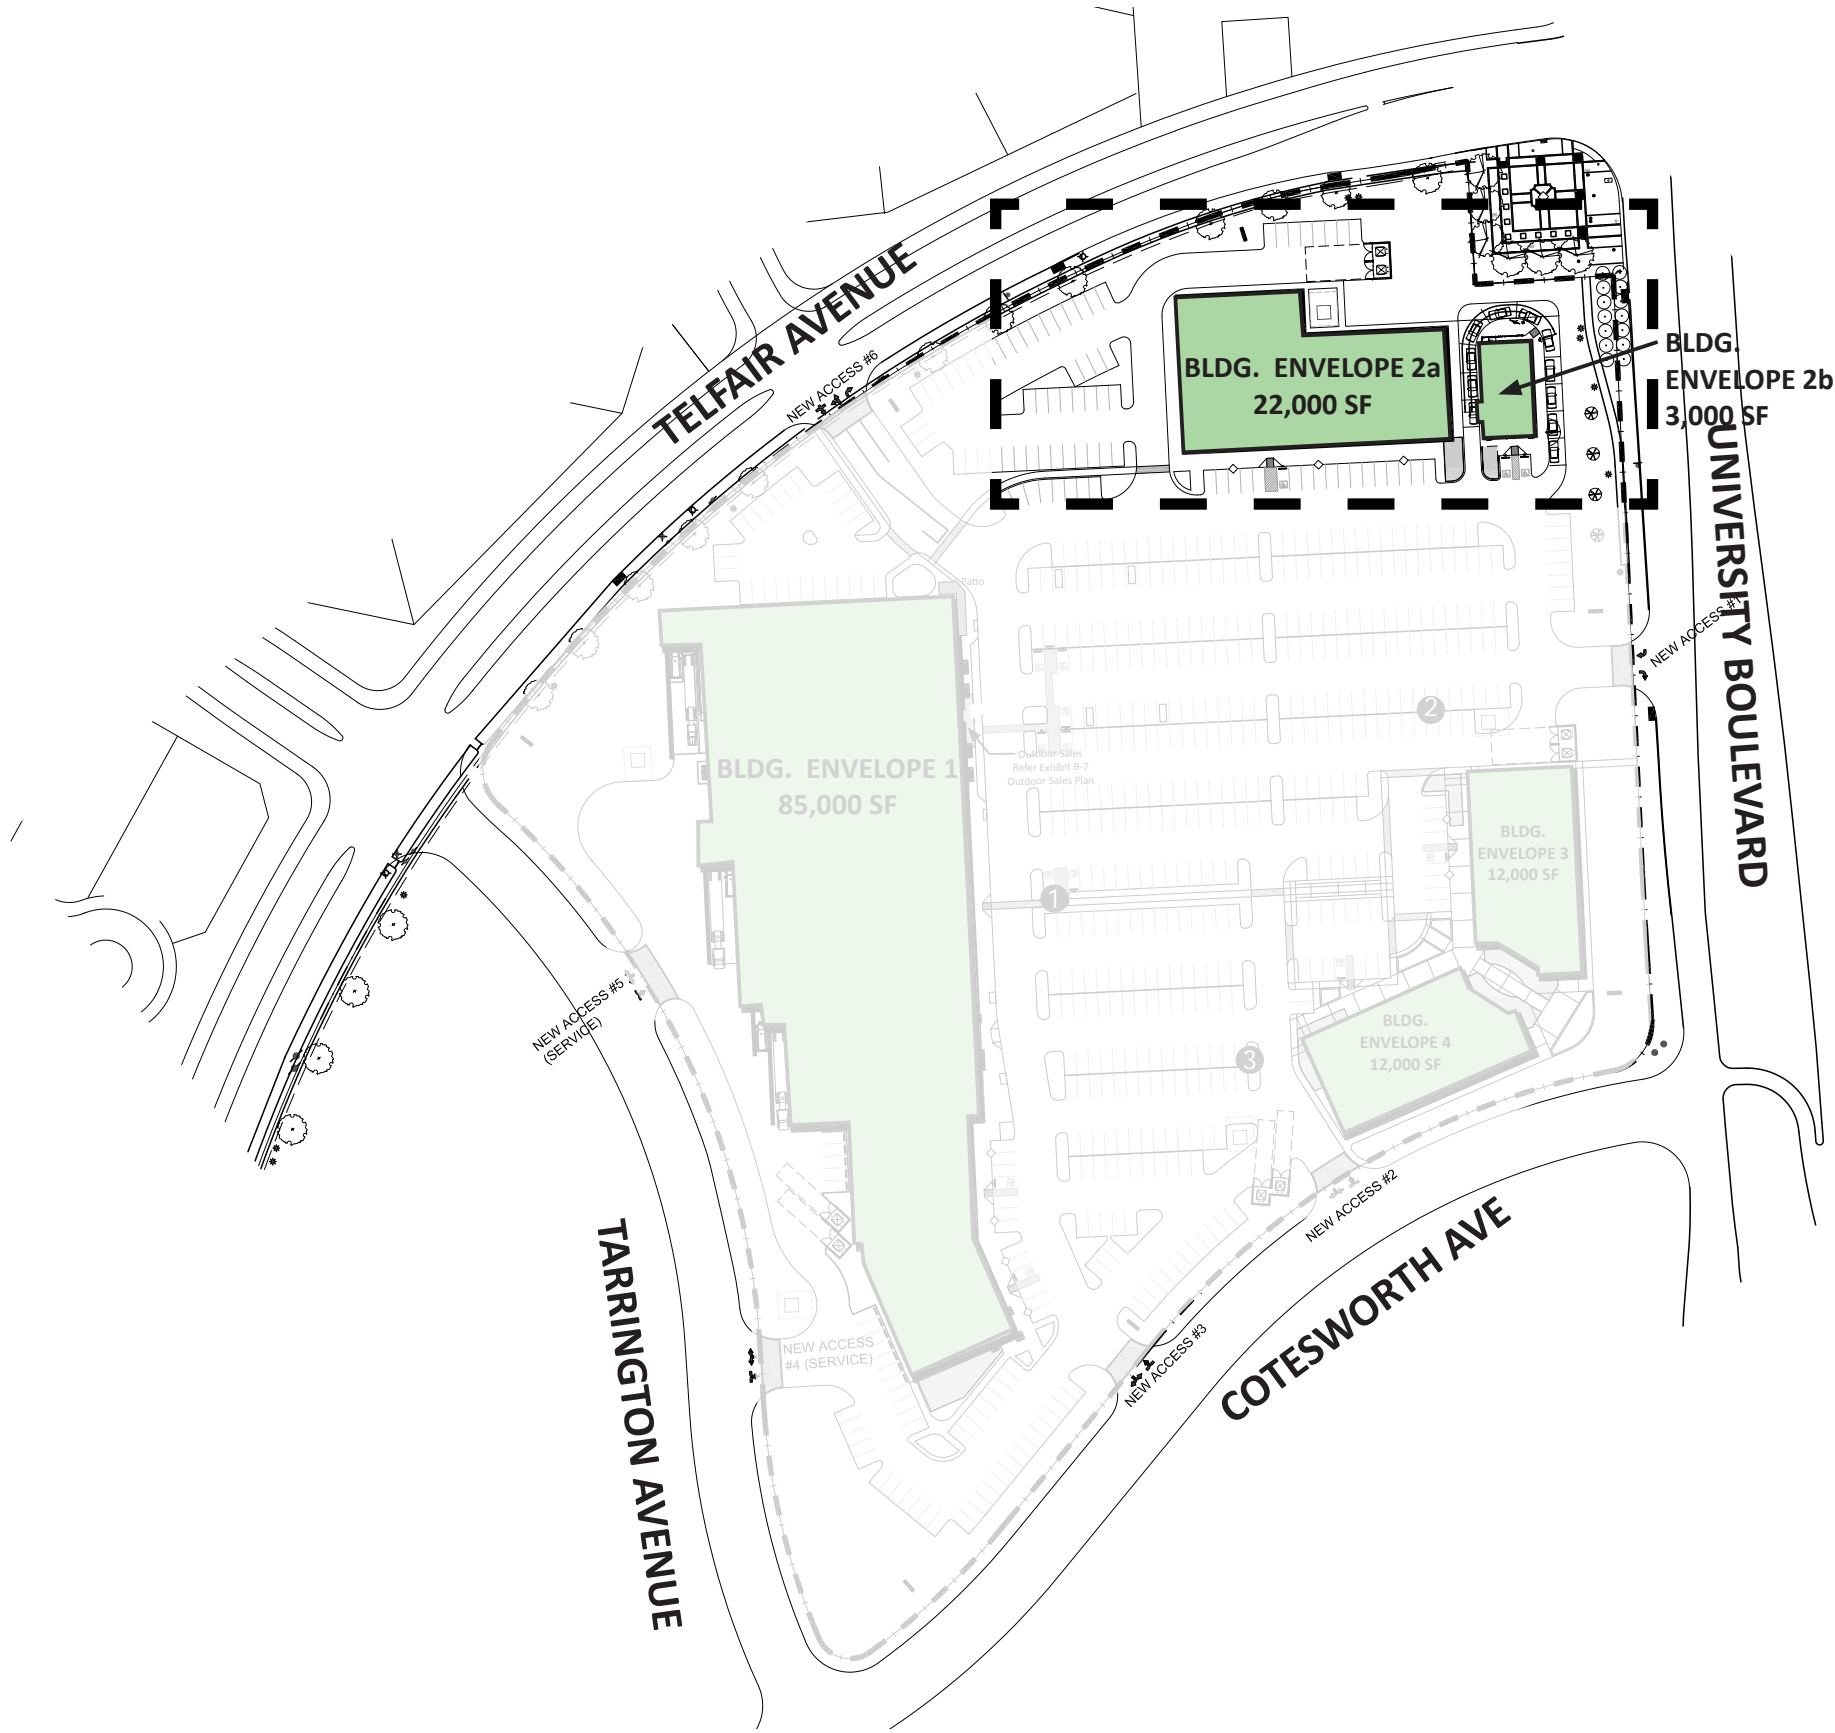 TELFAIR AVENUE
NEW ACCESS #6
BLDG. ENVELOPE 2a
22,000 SF
BLDG.
ENVELOPE 2b
3,000 SF
UNIVERSITY BOULEVARD
Patio
NEW ACCESS
2
Outdoor Sales
Refer Exhibit B-7
Outdoor Sales Plan
BLDG. ENVELOPE 1
85,000 SF
BLDG.
ENVELOPE 3
12,000 SF
1
NEW ACCESS #5
(SERVICE)
BLDG.
ENVELOPE 4
12,000 SF
3
NEW ACCESS #2
TARRINGTON AVENUE
NEW ACCESS
#4 (SERVICE)
NEW ACCESS #3
COTESWORTH AVE